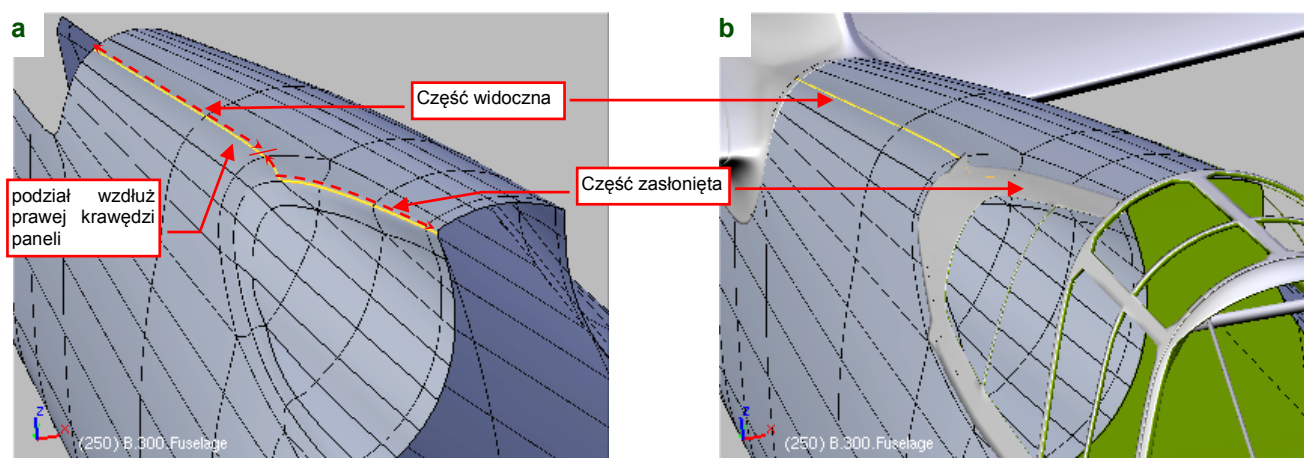 a
b
Część widoczna
Część zasłonięta
podział wzdłuż
prawej krawędzi
paneli
z
x
(250) B.300.Fuselage
z
x
(250) B.300.Fuselage